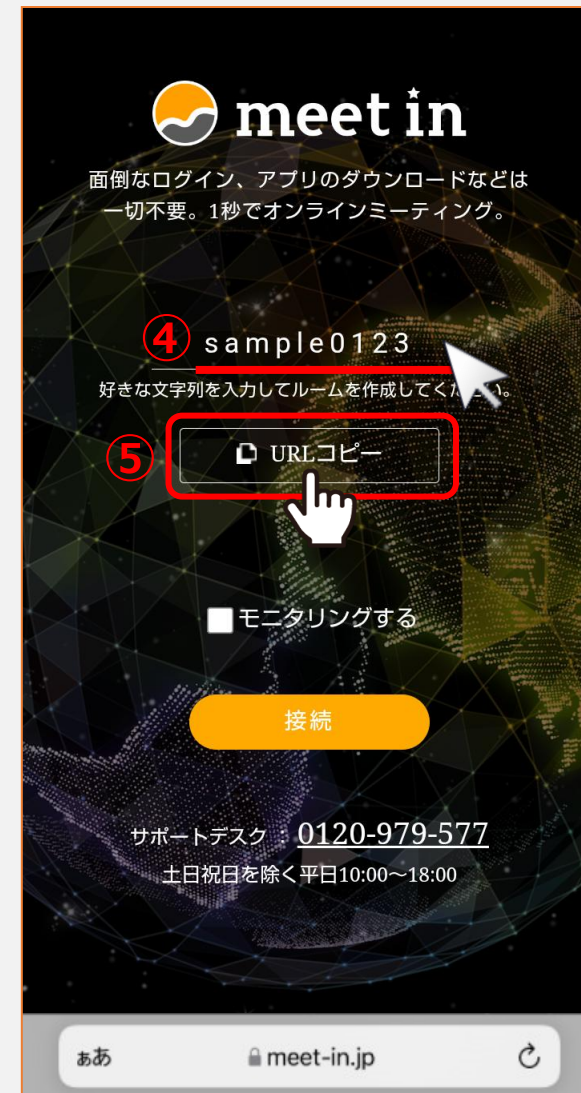 meet in
面倒なログイン、アプリのダウンロードなどは
一切不要。1秒でオンラインミーティング。
④ sample0123
好きな文字列を入力してルームを作成してください。
⑤ URLコピー
モニタリングする
接続
サポートデスク : 0120-979-577
土日祝日を除く平日10:00～18:00
ぁあ meet-in.jp